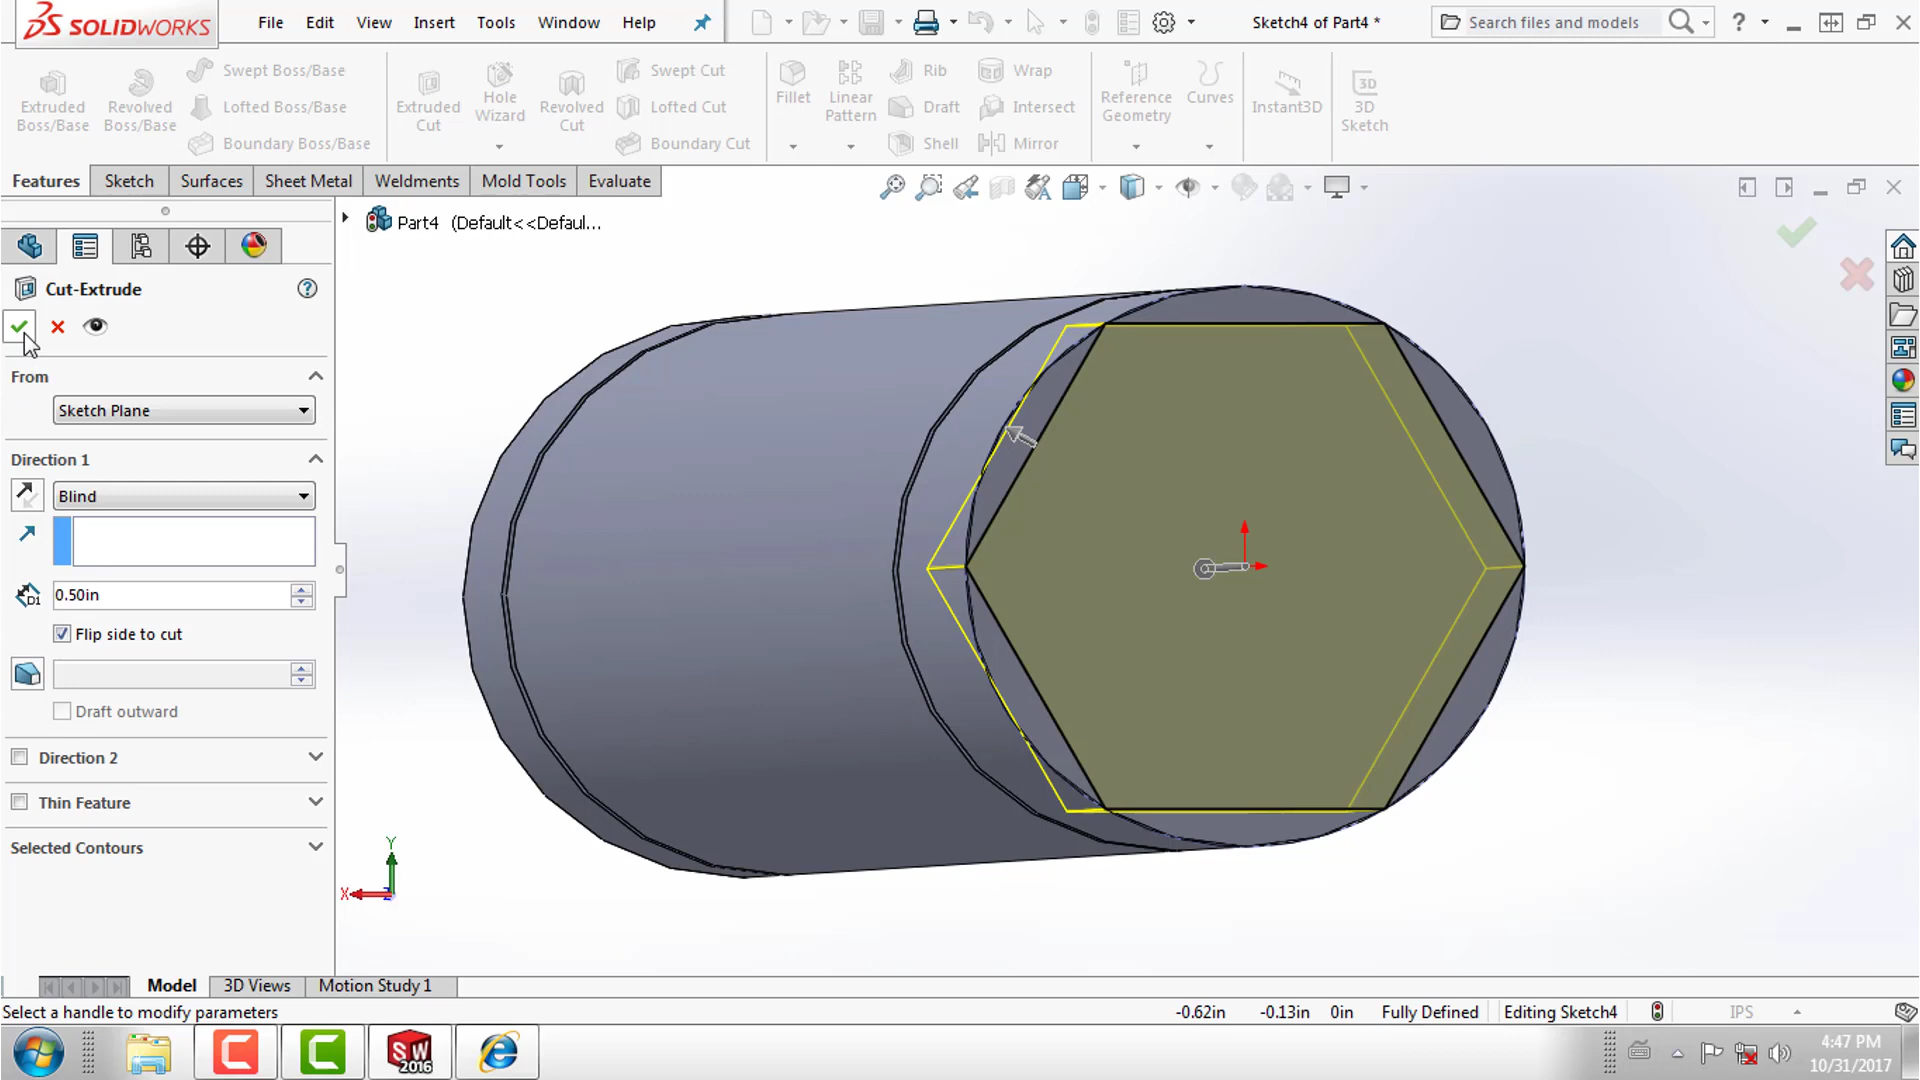 SOLIDWORKS
File Edit View Insert Tools Window Help
Sketch4 of Part4 *
Search files and models
Extruded Boss/Base
Revolved Boss/Base
Swept Boss/Base
Lofted Boss/Base
Boundary Boss/Base
Extruded Cut
Hole Wizard
Revolved Cut
Swept Cut
Lofted Cut
Boundary Cut
Fillet
Linear Pattern
Rib
Draft
Shell
Wrap
Intersect
Mirror
Reference Geometry
Curves
Instant3D
3D Sketch
Features Sketch Surfaces Sheet Metal Weldments Mold Tools Evaluate
Part4 (Default<<Defaul...
Cut-Extrude
From
Sketch Plane
Direction 1
Blind
D1
0.50in
Flip side to cut
Draft outward
Direction 2
Thin Feature
Selected Contours
Y
X
Z
Model 3D Views Motion Study 1
Select a handle to modify parameters
-0.62in -0.13in 0in Fully Defined Editing Sketch4 IPS
SW
2016
4:47 PM
10/31/2017